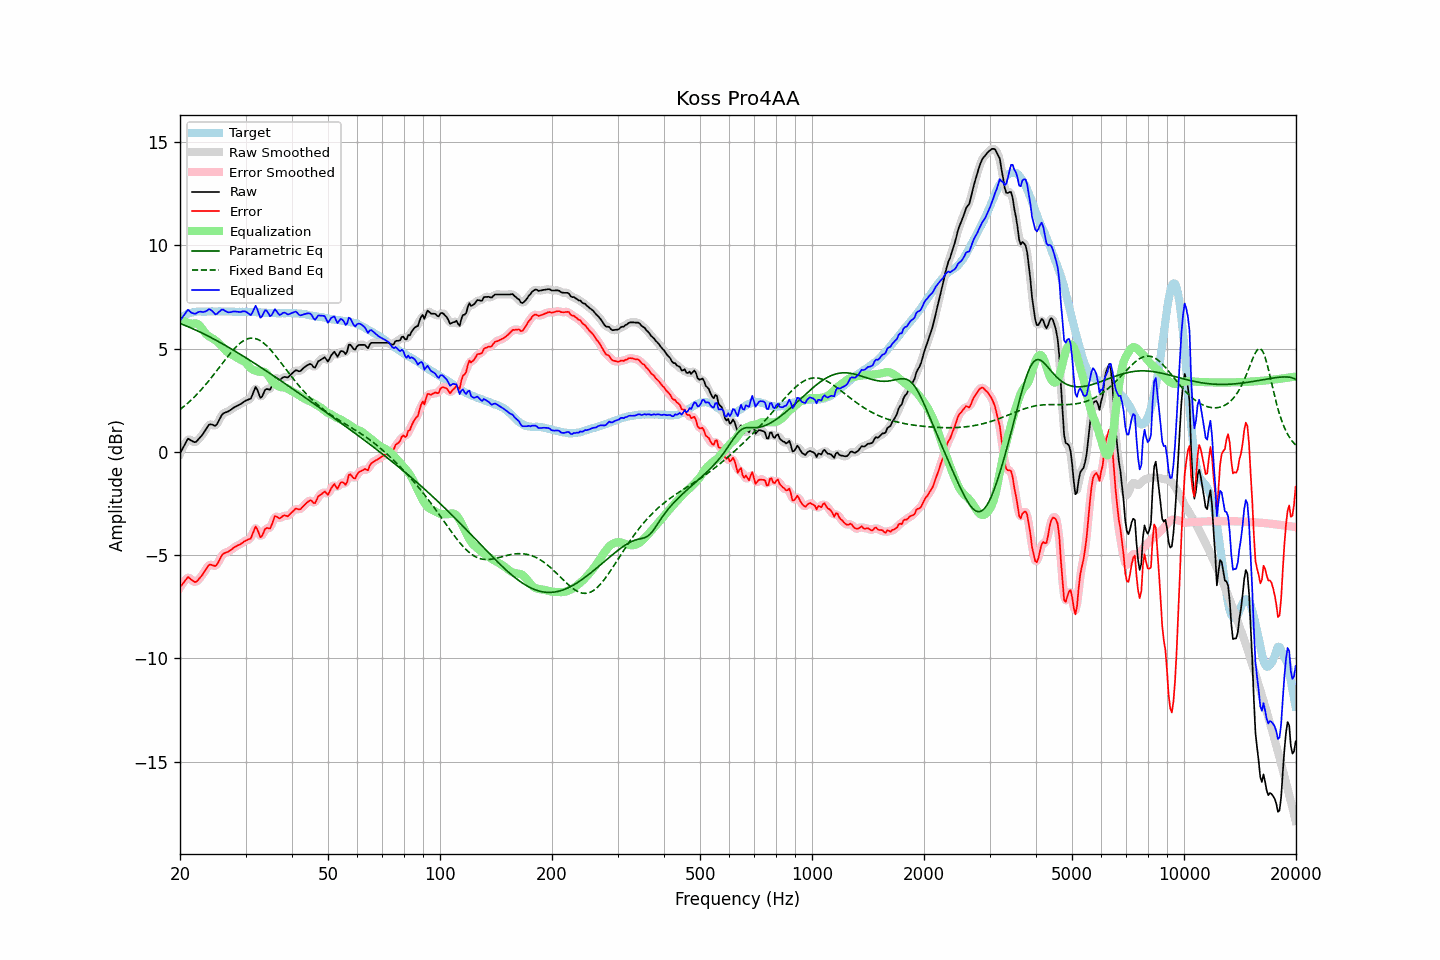 Koss Pro4AA
Target
Raw Smoothed
Error Smoothed
Raw
Error
Equalization
Parametric Eq
Fixed Band Eq
Equalized
15
10
5
0
−5
−10
−15
Amplitude (dBr)
20
50
100
200
500
1000
2000
5000
10000
20000
Frequency (Hz)